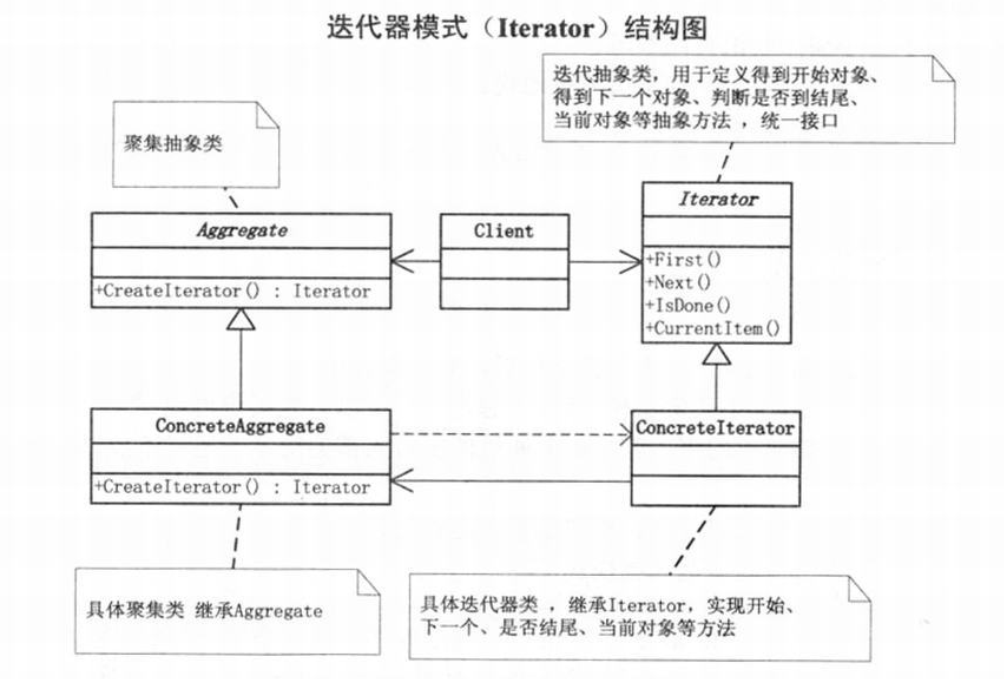 迭代器模式（Iterator）结构图
迭代抽象类，用于定义得到开始对象、
得到下一个对象、判断是否到结尾、
当前对象等抽象方法 ，统一接口
聚集抽象类
Aggregate
+CreateIterator() : Iterator
Client
Iterator
+First()
+Next()
+IsDone()
+CurrentItem()
ConcreteAggregate
+CreateIterator() : Iterator
ConcreteIterator
具体聚集类 继承Aggregate
具体迭代器类 ，继承Iterator，实现开始、
下一个、是否结尾、当前对象等方法